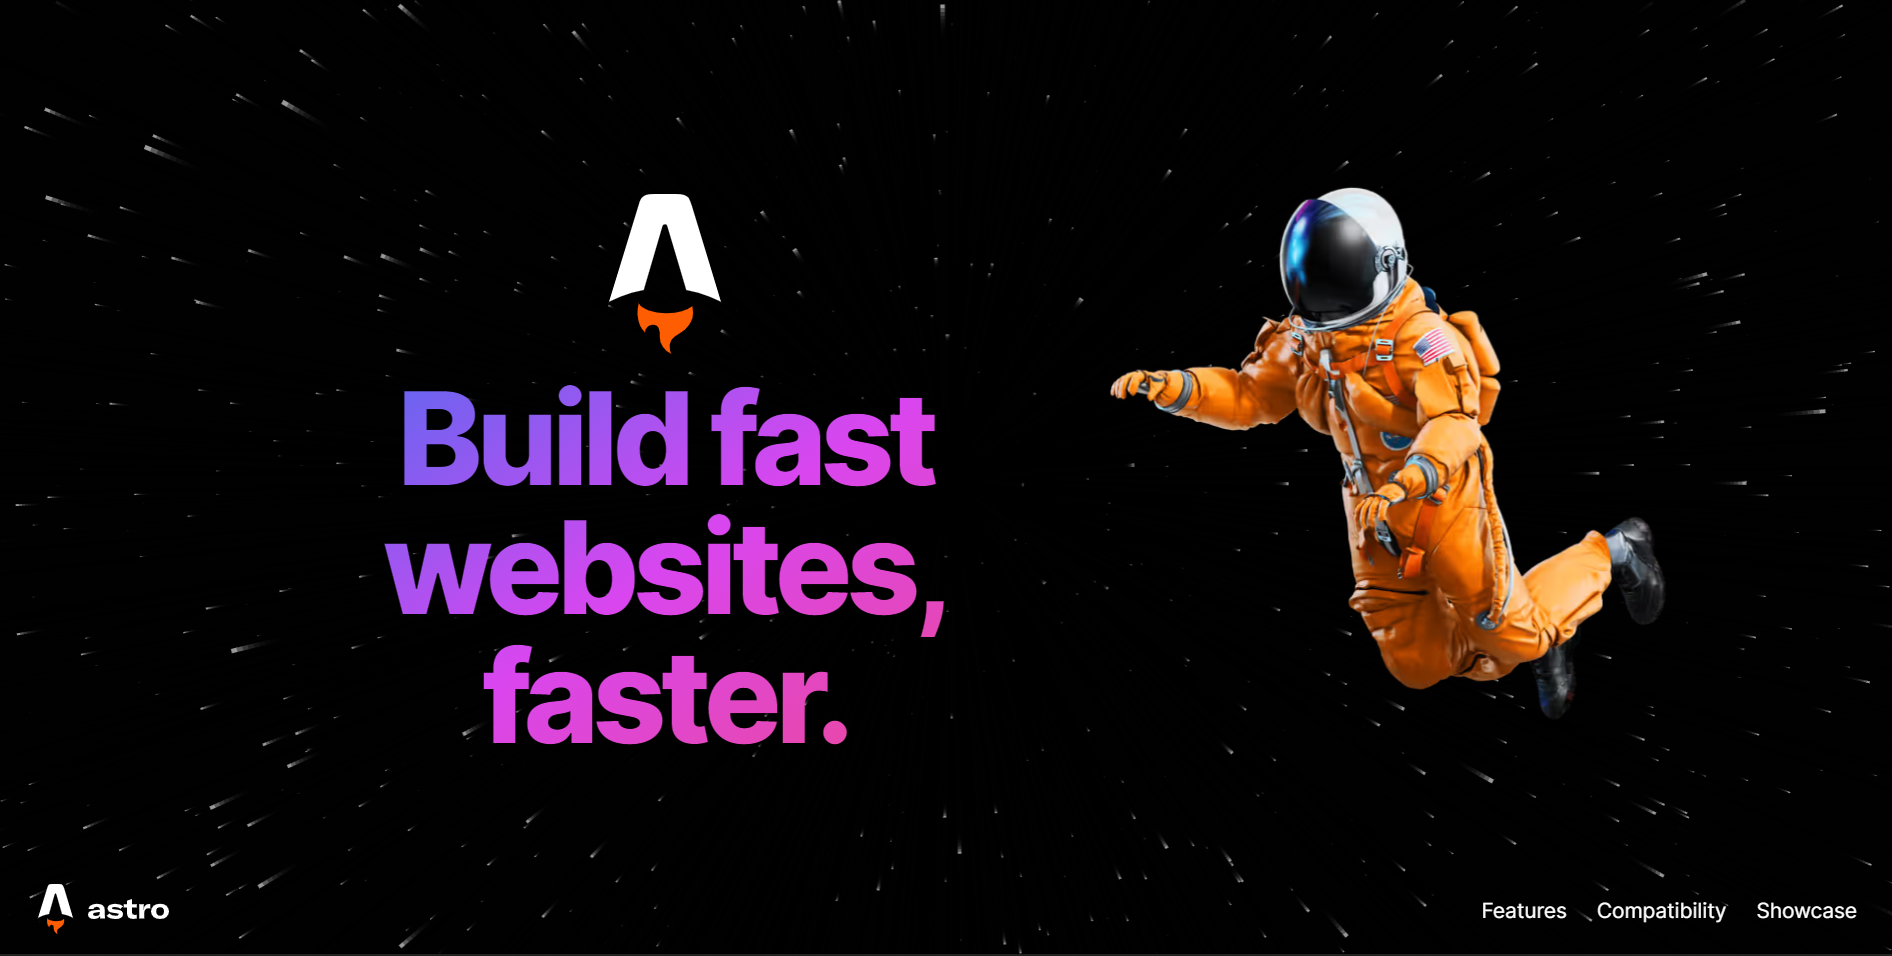 Build fast
websites,
faster.
astro
Features
Compatibility
Showcase